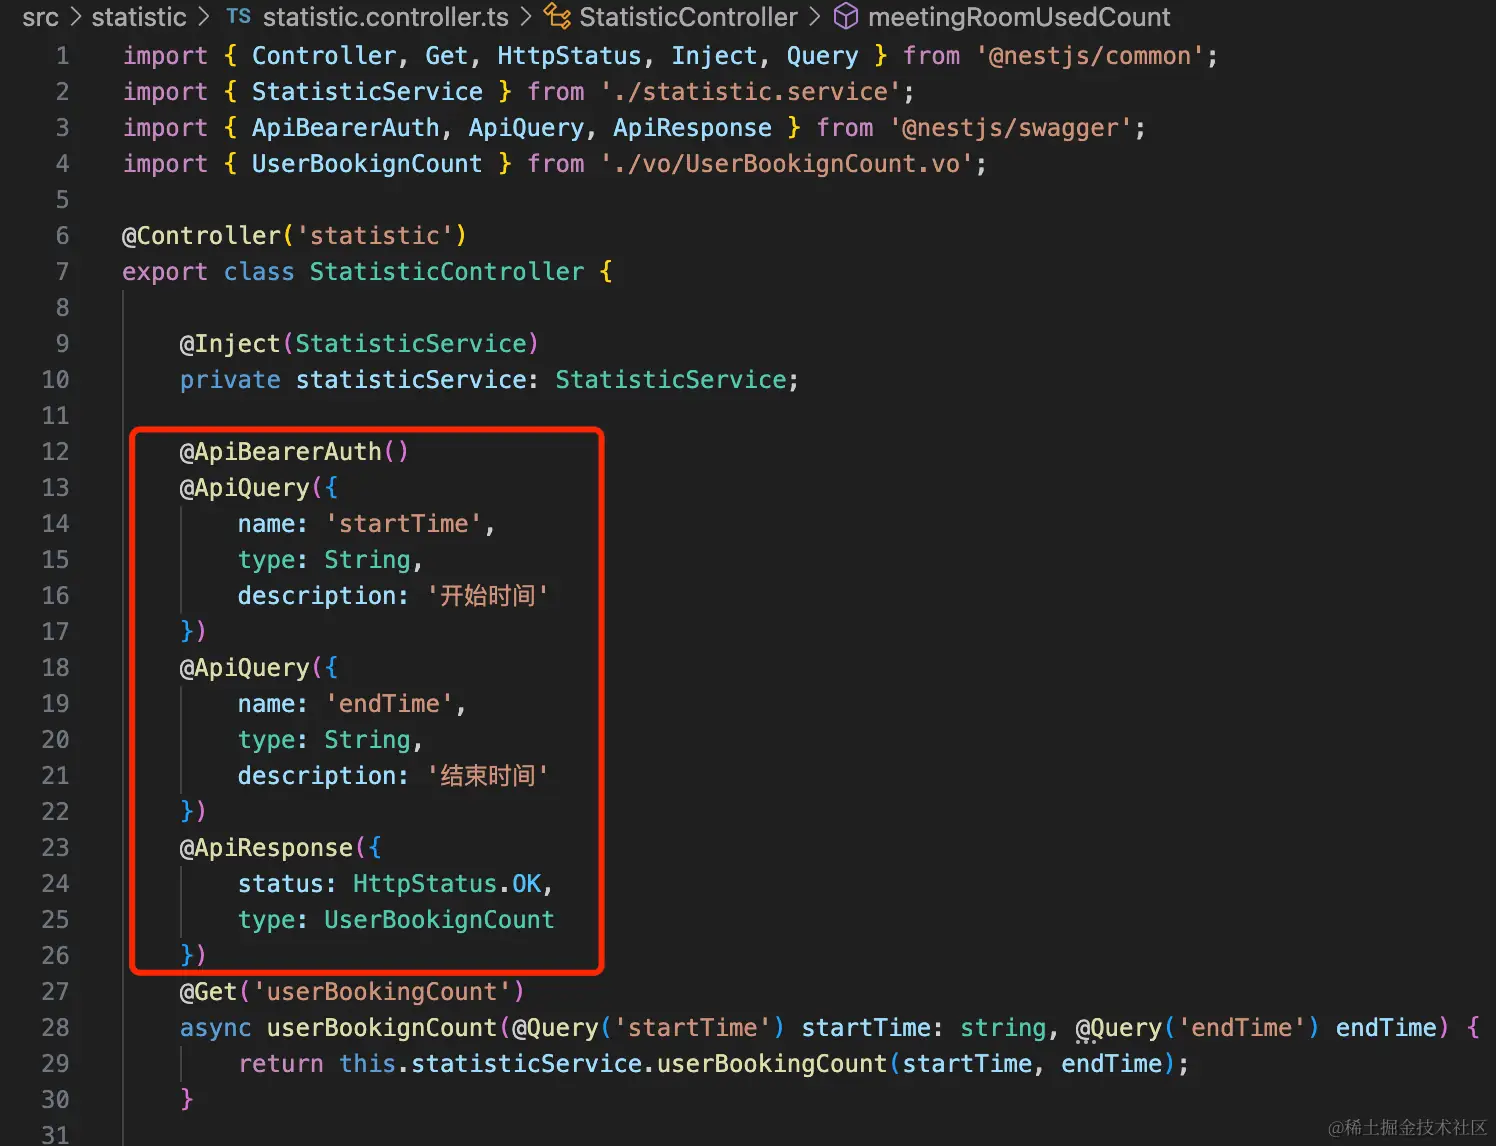 src > statistic > TS statistic.controller.ts > StatisticController > meetingRoomUsedCount
1 import { Controller, Get, HttpStatus, Inject, Query } from '@nestjs/common';
2 import { StatisticService } from './statistic.service';
3 import { ApiBearerAuth, ApiQuery, ApiResponse } from '@nestjs/swagger';
4 import { UserBookignCount } from './vo/UserBookignCount.vo';
5
6 @Controller('statistic')
7 export class StatisticController {
8
9     @Inject(StatisticService)
10     private statisticService: StatisticService;
11
12     @ApiBearerAuth()
13     @ApiQuery({
14         name: 'startTime',
15         type: String,
16         description: '开始时间'
17     })
18     @ApiQuery({
19         name: 'endTime',
20         type: String,
21         description: '结束时间'
22     })
23     @ApiResponse({
24         status: HttpStatus.OK,
25         type: UserBookignCount
26     })
27     @Get('userBookingCount')
28     async userBookignCount(@Query('startTime') startTime: string, @Query('endTime') endTime) {
29         return this.statisticService.userBookingCount(startTime, endTime);
30     }
31
@稀土掘金技术社区